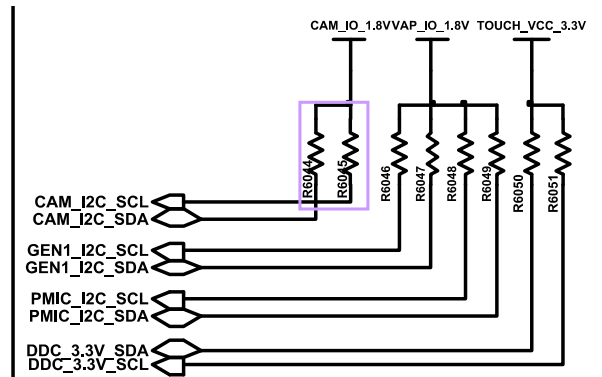 CAM_IO_1.8V VAP_IO_1.8V TOUCH_VCC_3.3V
R6044 R6045 R6046 R6047 R6048 R6049 R6050 R6051
CAM_I2C_SCL
CAM_I2C_SDA
GEN1_I2C_SCL
GEN1_I2C_SDA
PMIC_I2C_SCL
PMIC_I2C_SDA
DDC_3.3V_SDA
DDC_3.3V_SCL